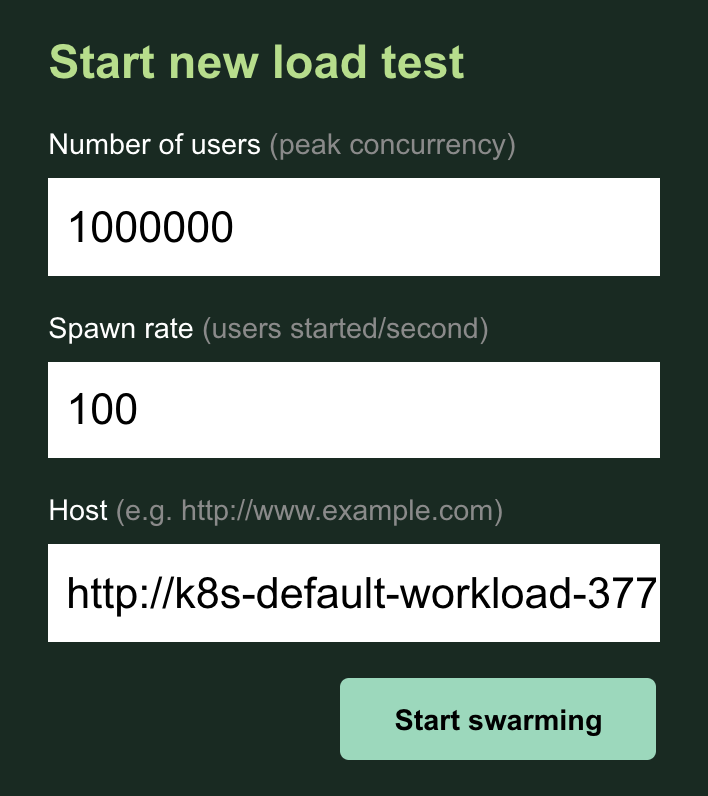 Start new load test
Number of users (peak concurrency)
1000000
Spawn rate (users started/second)
100
Host (e.g. http://www.example.com)
http://k8s-default-workload-377
Start swarming